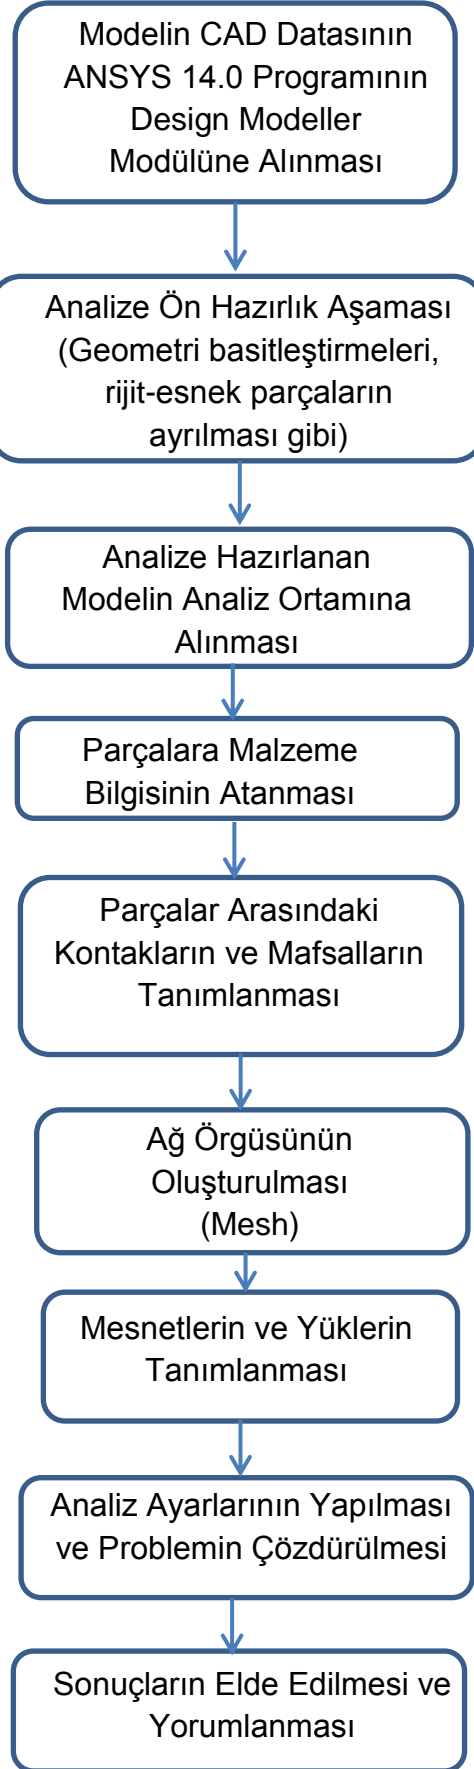 Modelin CAD Datasının
ANSYS 14.0 Programının
Design Modeller
Modülüne Alınması
Analize Ön Hazırlık Aşaması
(Geometri basitleştirmeleri,
rijit-esnek parçaların
ayrılması gibi)
Analize Hazırlanan
Modelin Analiz Ortamına
Alınması
Parçalara Malzeme
Bilgisinin Atanması
Parçalar Arasındaki
Kontakların ve Mafsalların
Tanımlanması
Ağ Örgüsünün
Oluşturulması
(Mesh)
Mesnetlerin ve Yüklerin
Tanımlanması
Analiz Ayarlarının Yapılması
ve Problemin Çözdürülmesi
Sonuçların Elde Edilmesi ve
Yorumlanması